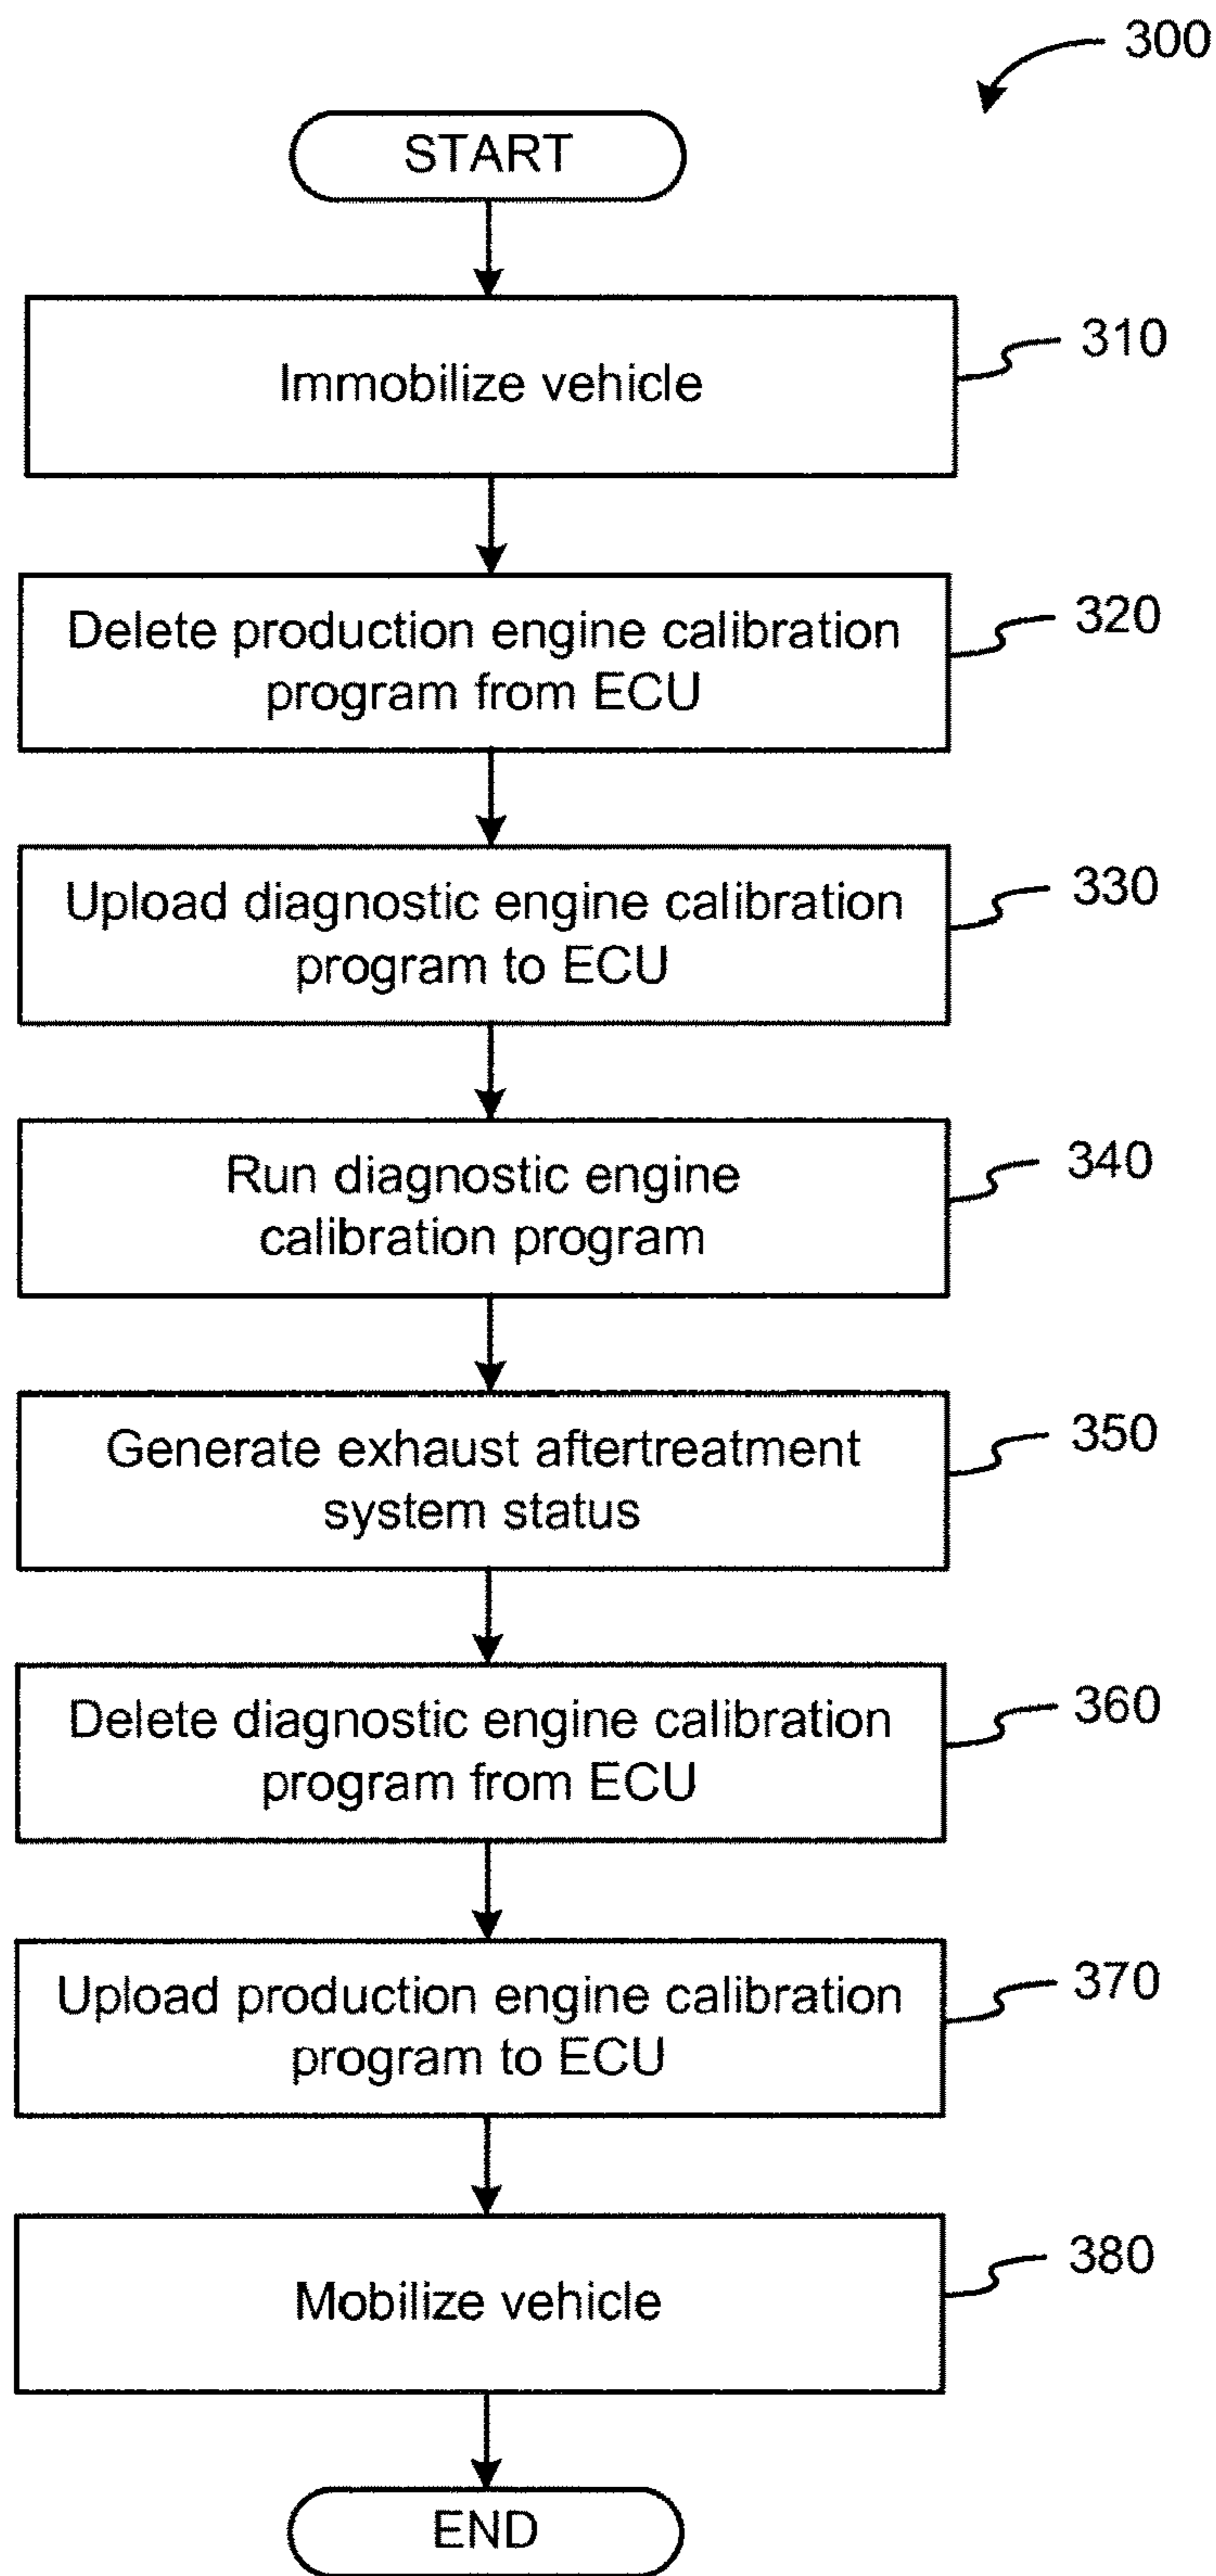 300
START
Immobilize vehicle
310
Delete production engine calibration
program from ECU
320
Upload diagnostic engine calibration
program to ECU
330
Run diagnostic engine
calibration program
340
Generate exhaust aftertreatment
system status
350
Delete diagnostic engine calibration
program from ECU
360
Upload production engine calibration
program to ECU
370
Mobilize vehicle
380
END